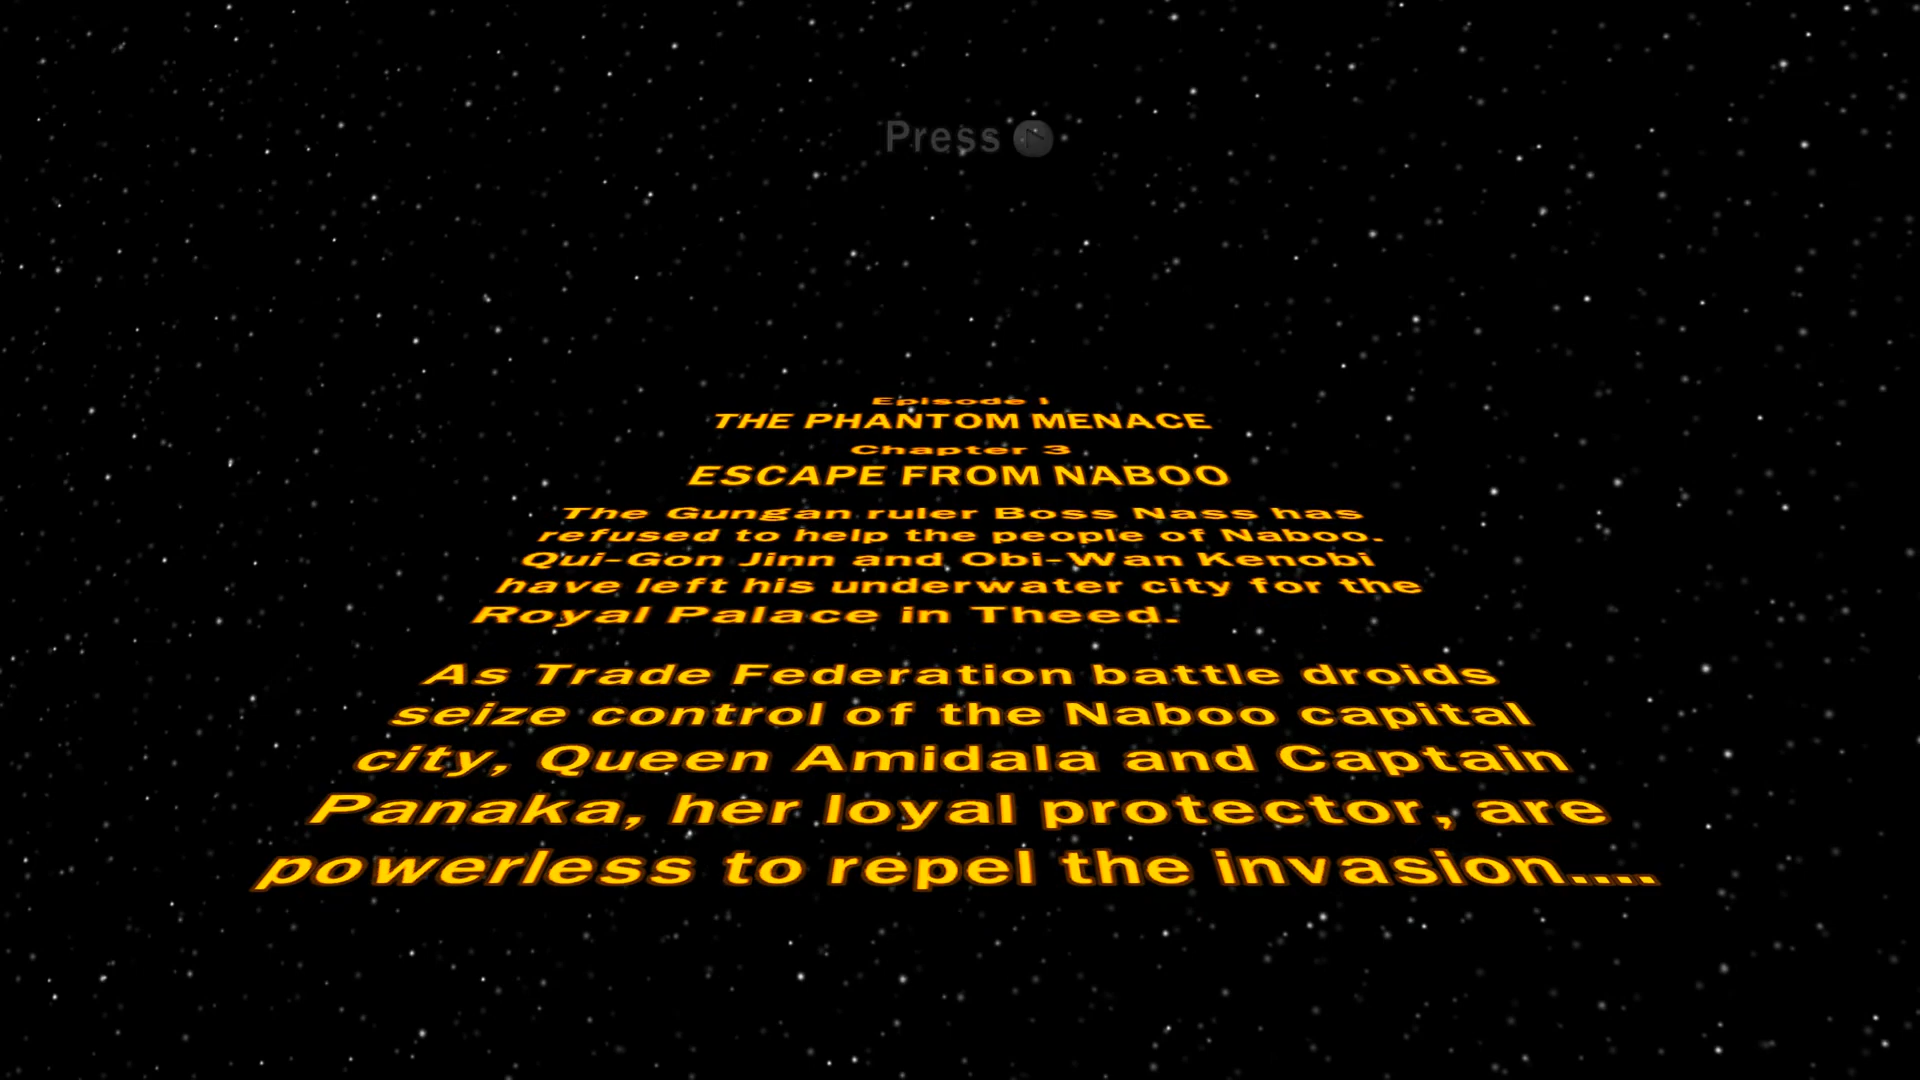 Press
Episode I
THE PHANTOM MENACE
Chapter 3
ESCAPE FROM NABOO
The Gungan ruler Boss Nass has
refused to help the people of Naboo.
Qui-Gon Jinn and Obi-Wan Kenobi
have left his underwater city for the
Royal Palace in Theed.
As Trade Federation battle droids
seize control of the Naboo capital
city, Queen Amidala and Captain
Panaka, her loyal protector, are
powerless to repel the invasion....